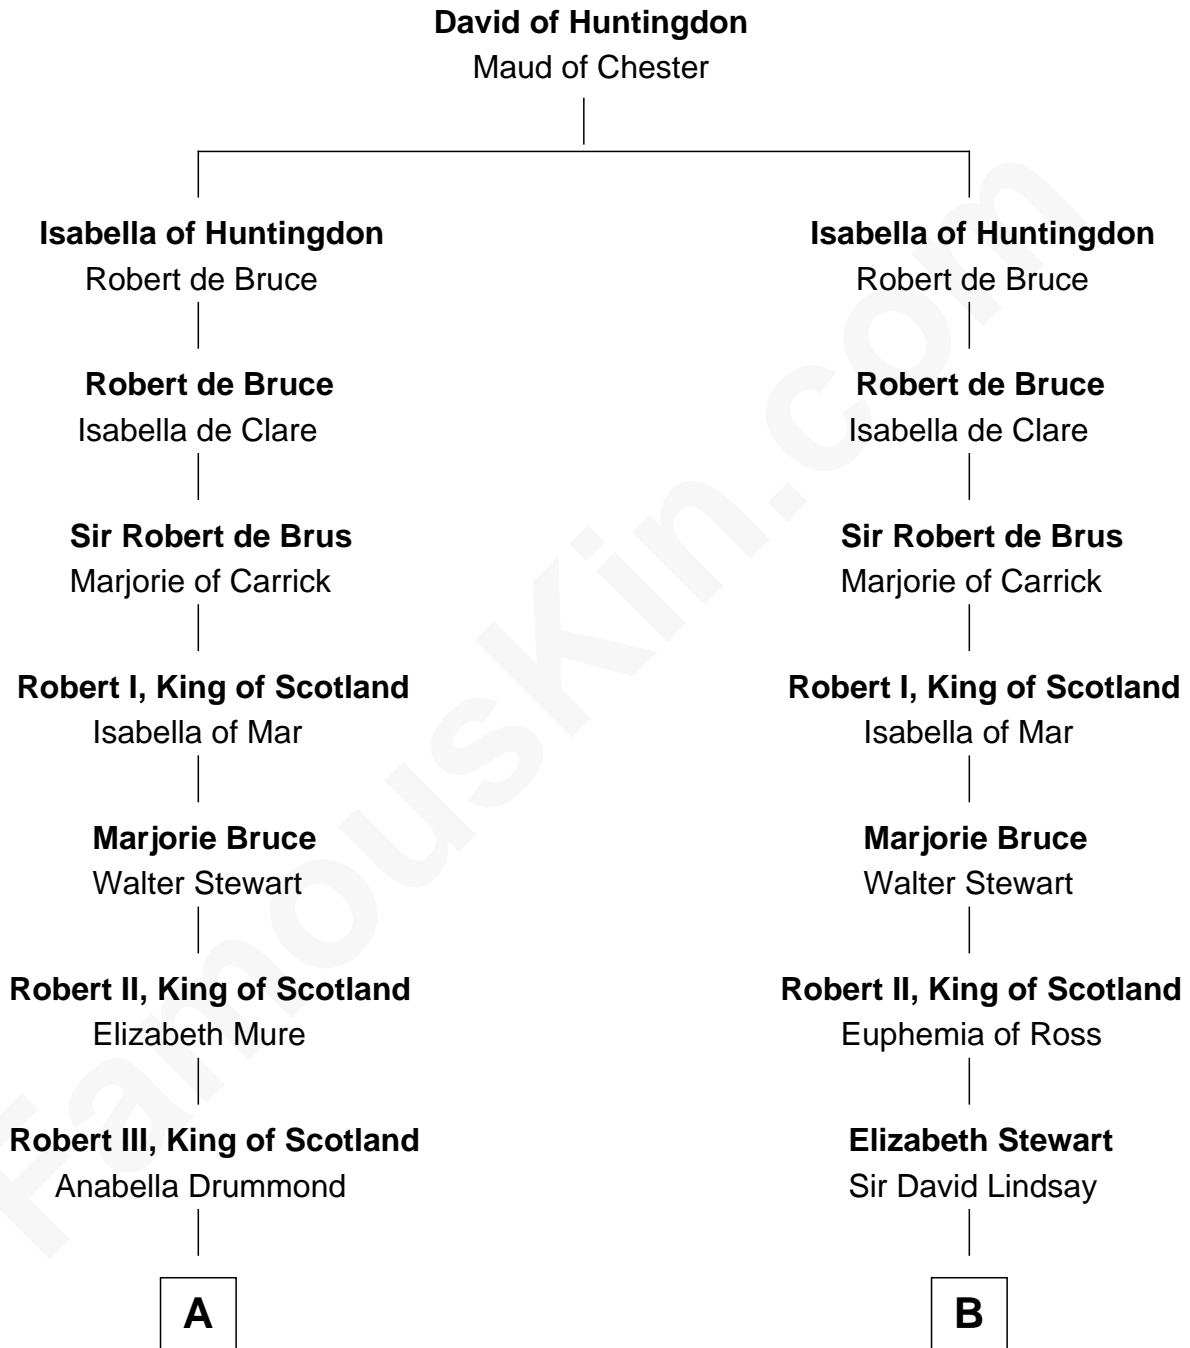 David of Huntingdon
Maud of Chester
Isabella of Huntingdon
Robert de Bruce
Isabella of Huntingdon
Robert de Bruce
Robert de Bruce
Isabella de Clare
Robert de Bruce
Isabella de Clare
Sir Robert de Brus
Marjorie of Carrick
Sir Robert de Brus
Marjorie of Carrick
Robert I, King of Scotland
Isabella of Mar
Robert I, King of Scotland
Isabella of Mar
Marjorie Bruce
Walter Stewart
Marjorie Bruce
Walter Stewart
Robert II, King of Scotland
Elizabeth Mure
Robert II, King of Scotland
Euphemia of Ross
Robert III, King of Scotland
Anabella Drummond
Elizabeth Stewart
Sir David Lindsay
A
B
FamousKin.com